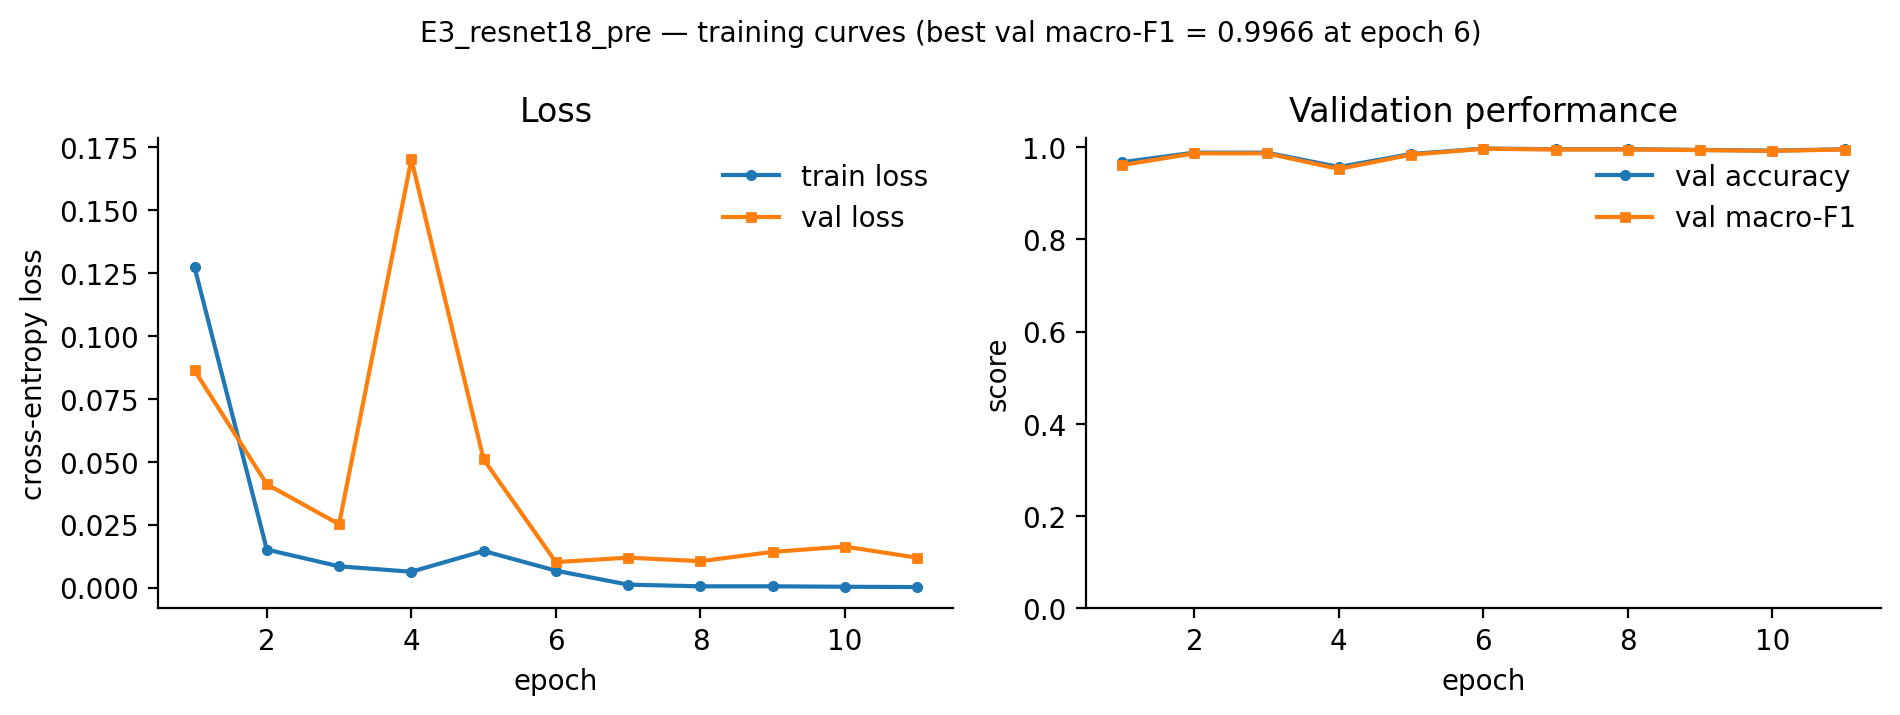 E3_resnet18_pre — training curves (best val macro-F1 = 0.9966 at epoch 6)
Loss
train loss
val loss
cross-entropy loss
0.175
0.150
0.125
0.100
0.075
0.050
0.025
0.000
2 4 6 8 10
epoch
Validation performance
val accuracy
val macro-F1
score
1.0
0.8
0.6
0.4
0.2
0.0
2 4 6 8 10
epoch